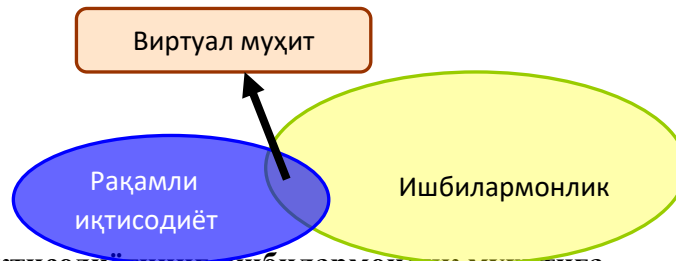 Виртуал муҳит
Рақамли
иқтисодиёт
Ишбилармонлик